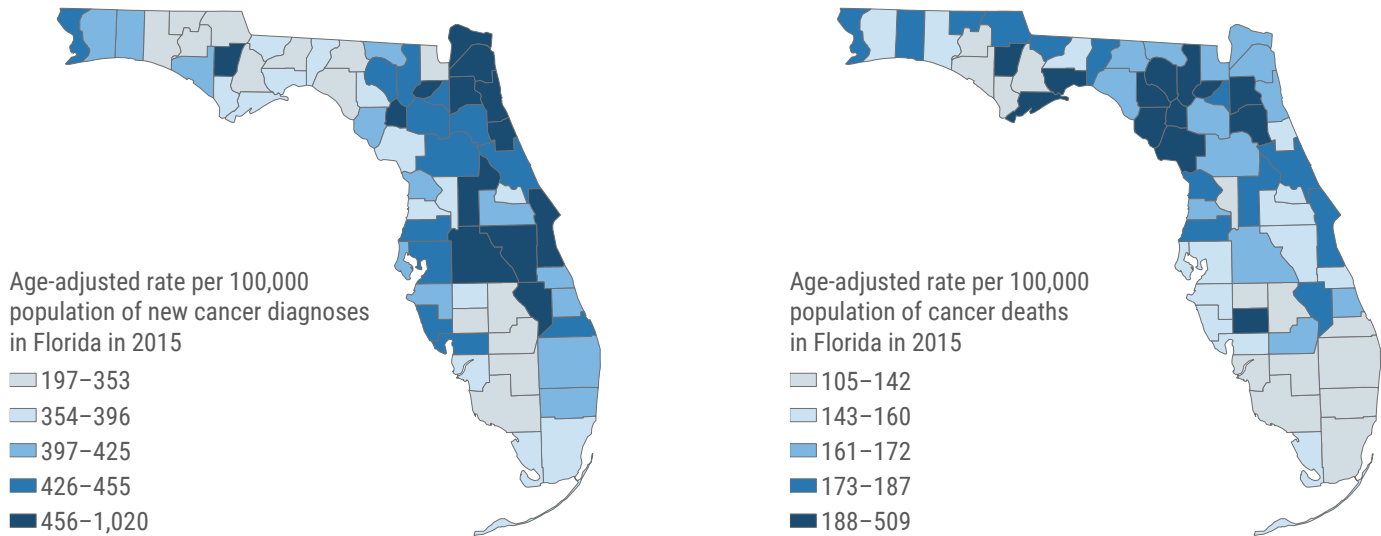 Age-adjusted rate per 100,000
population of new cancer diagnoses
in Florida in 2015
197–353
354–396
397–425
426–455
456–1,020
Age-adjusted rate per 100,000
population of cancer deaths
in Florida in 2015
105–142
143–160
161–172
173–187
188–509